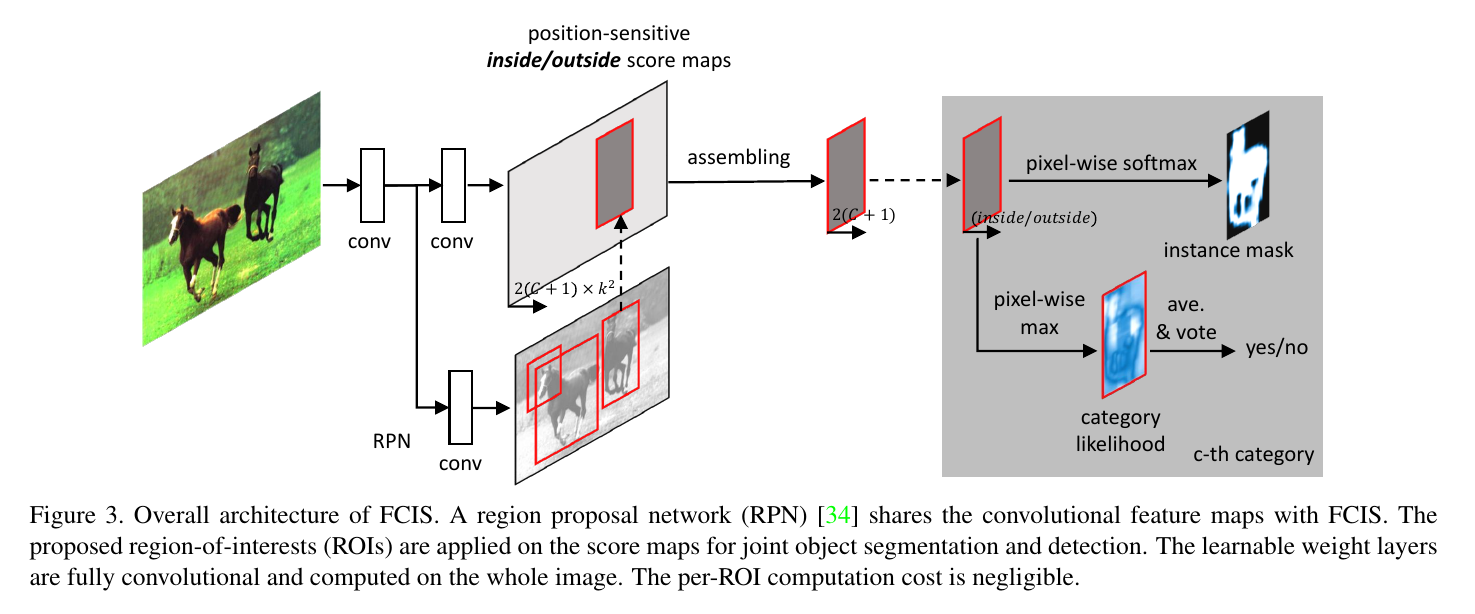 position-sensitive
inside/outside score maps
assembling
pixel-wise softmax
2(C + 1)
(inside/outside)
conv
conv
instance mask
2(C + 1) × k²
pixel-wise
max
ave.
& vote
yes/no
category
likelihood
RPN
conv
c-th category
Figure 3. Overall architecture of FCIS. A region proposal network (RPN) [34] shares the convolutional feature maps with FCIS. The
proposed region-of-interests (ROIs) are applied on the score maps for joint object segmentation and detection. The learnable weight layers
are fully convolutional and computed on the whole image. The per-ROI computation cost is negligible.